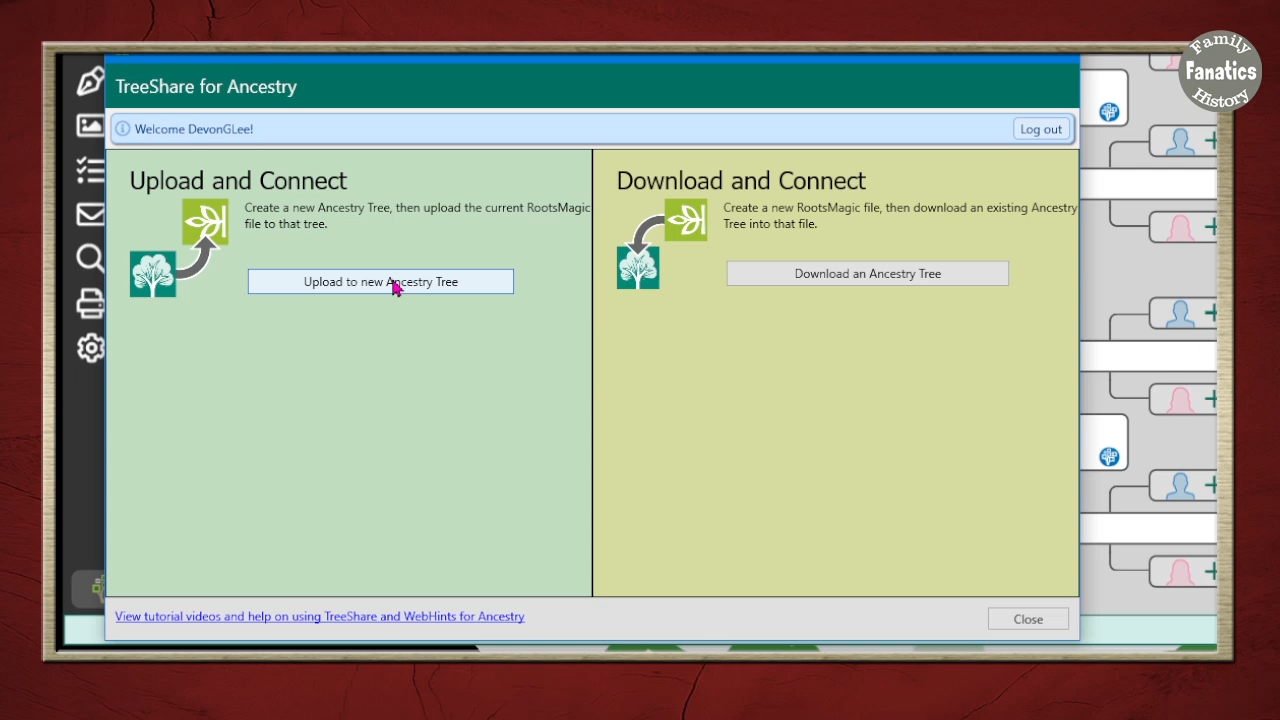 Family
Fanatics
History
TreeShare for Ancestry
Welcome DevonGLee!
Log out
Upload and Connect
Create a new Ancestry Tree, then upload the current RootsMagic
file to that tree.
Upload to new Ancestry Tree
Download and Connect
Create a new RootsMagic file, then download an existing Ancestry
Tree into that file.
Download an Ancestry Tree
View tutorial videos and help on using TreeShare and WebHints for Ancestry
Close